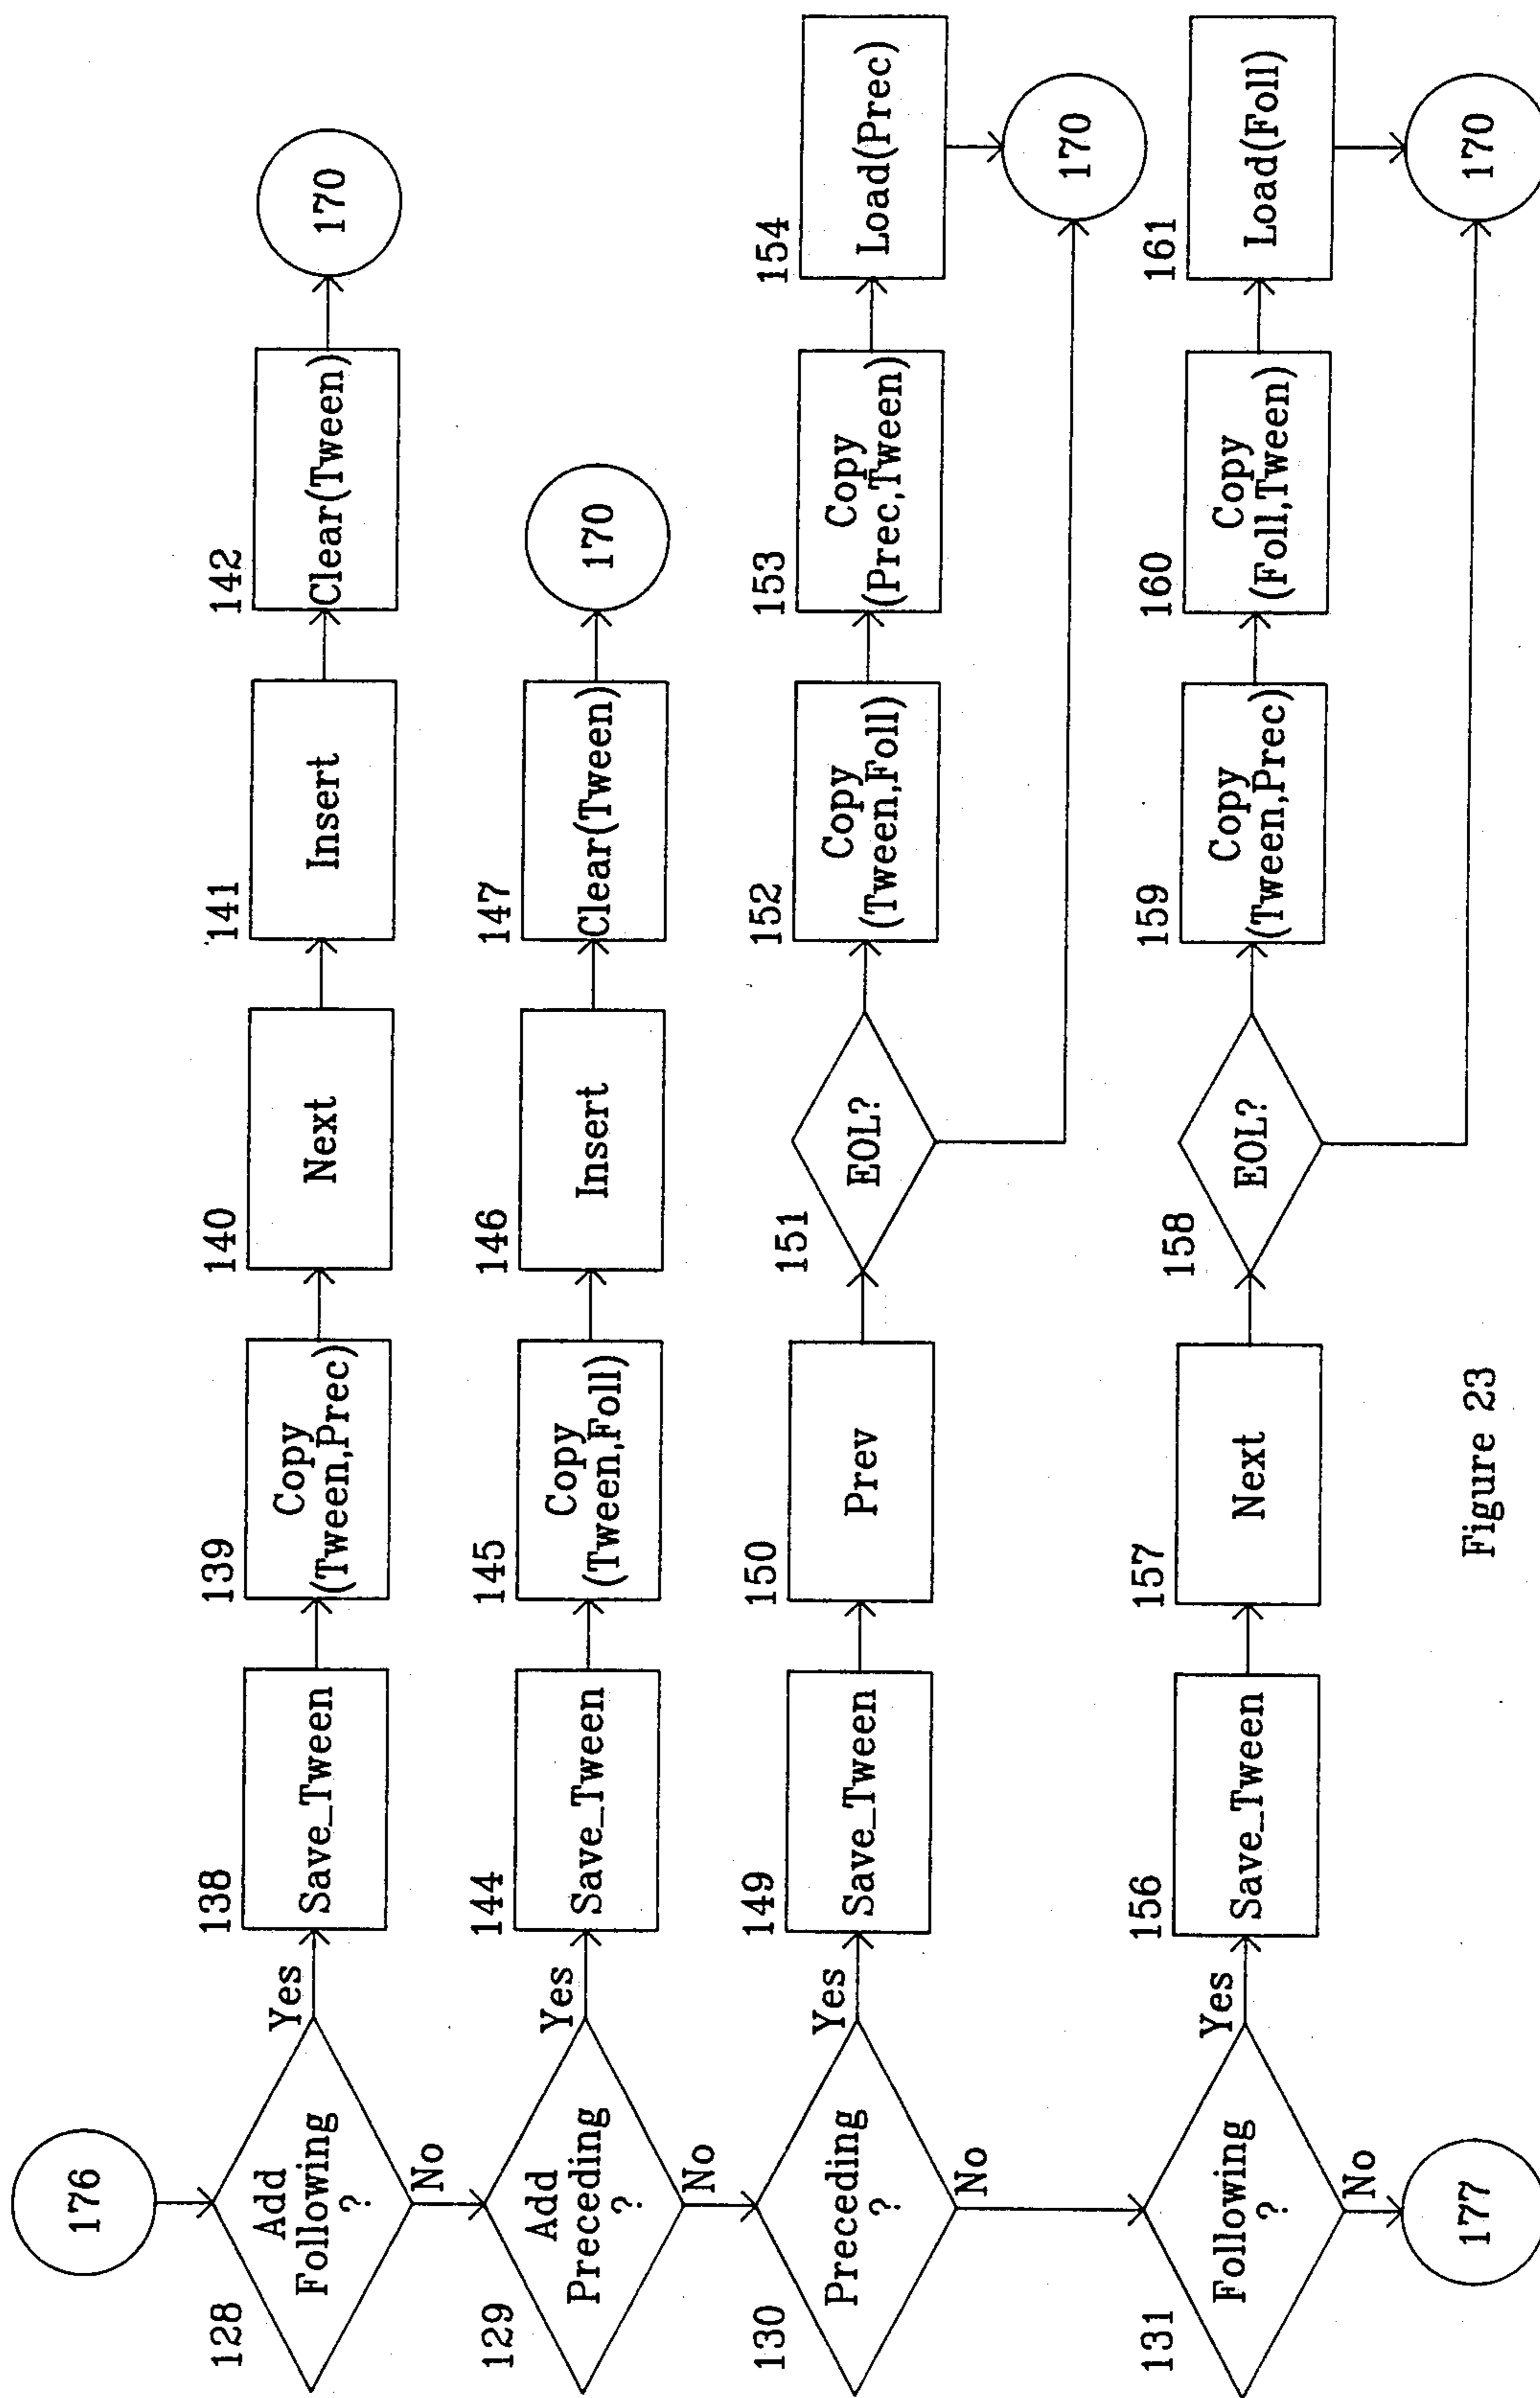 176
128
Add
Following
?
Yes
No
138
Save_Tween
139
Copy
(Tween,Prec)
140
Next
141
Insert
142
Clear(Tween)
170
129
Add
Preceding
?
Yes
No
144
Save_Tween
145
Copy
(Tween,Foll)
146
Insert
147
Clear(Tween)
170
130
Preceding
?
Yes
No
149
Save_Tween
150
Prev
151
EOL?
152
Copy
(Tween,Foll)
153
Copy
(Prec,Tween)
154
Load(Prec)
170
131
Following
?
Yes
No
156
Save_Tween
157
Next
158
EOL?
159
Copy
(Tween,Prec)
160
Copy
(Foll,Tween)
161
Load(Foll)
170
177
Figure 23